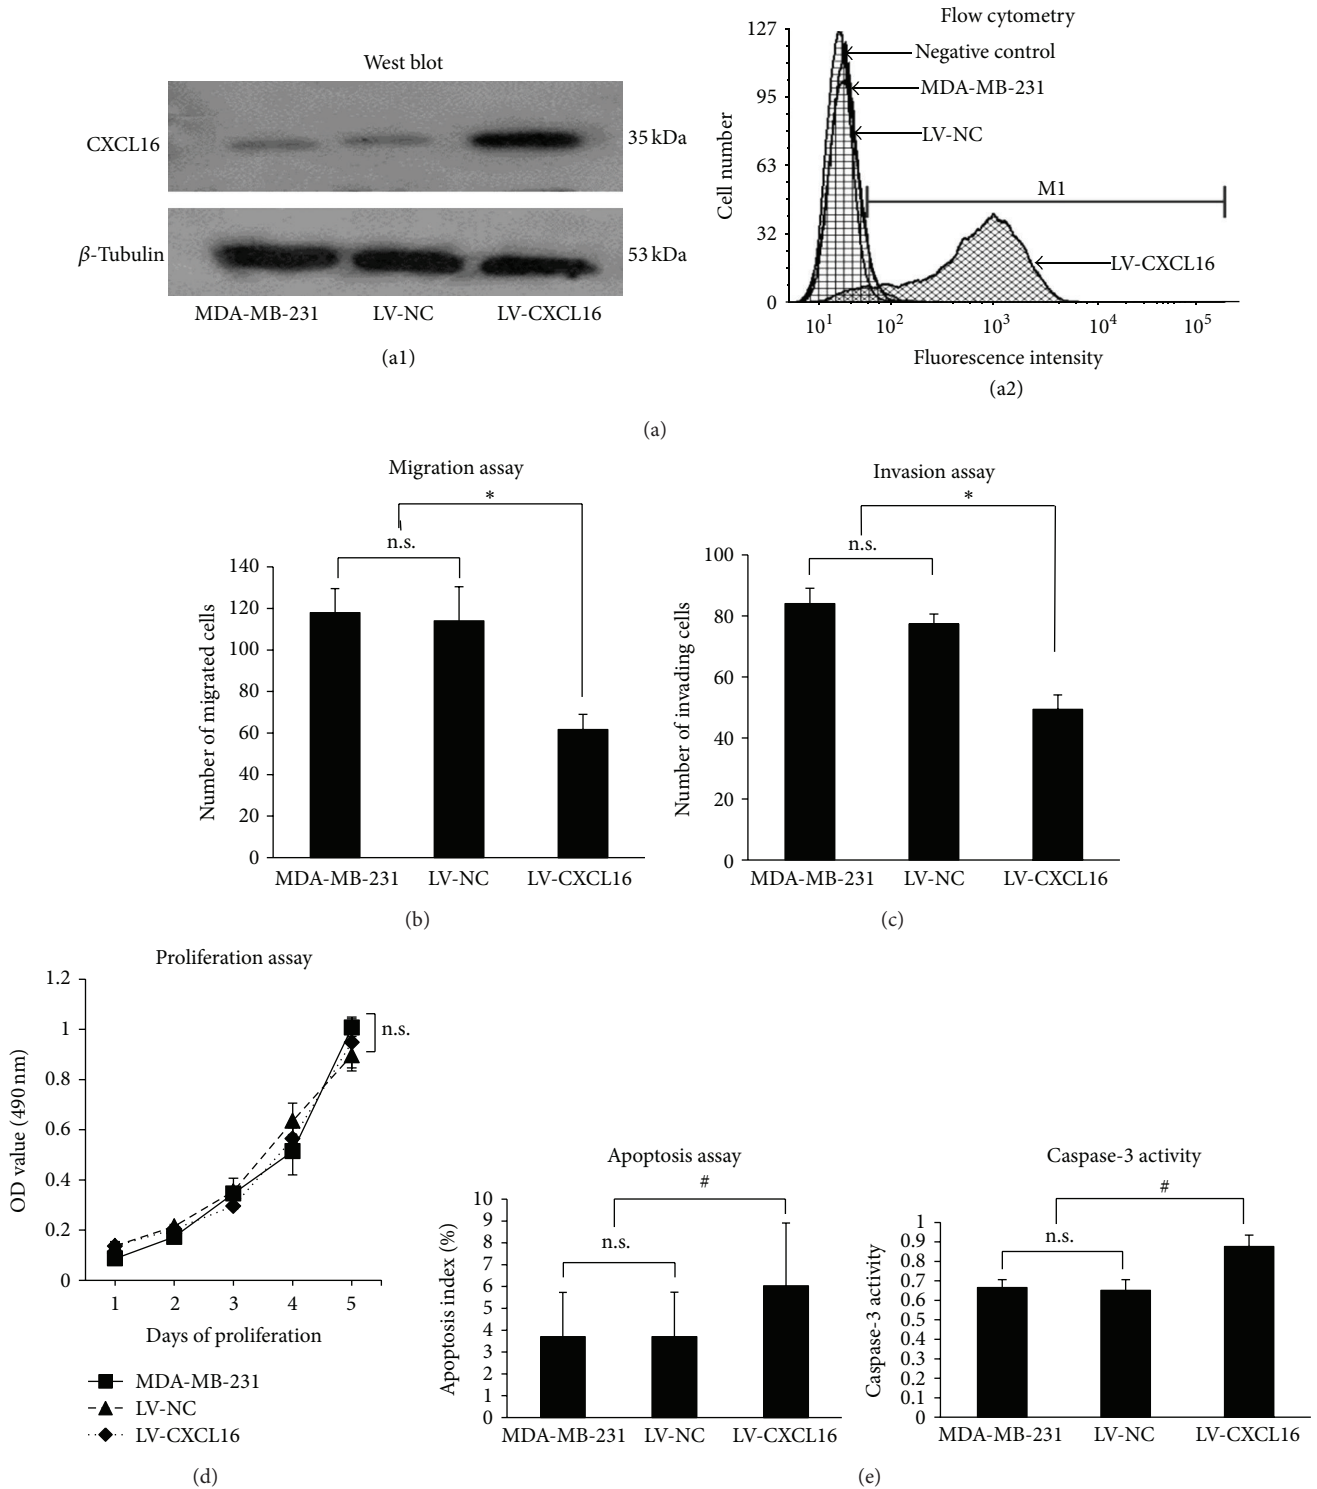 West blot
CXCL16
35 kDa
β-Tubulin
53 kDa
MDA-MB-231 LV-NC LV-CXCL16
(a1)
Flow cytometry
127
95
63
32
0
Cell number
Negative control
MDA-MB-231
LV-NC
M1
LV-CXCL16
10¹ 10² 10³ 10⁴ 10⁵
Fluorescence intensity
(a2)
(a)
Migration assay
*
n.s.
140
120
100
80
60
40
20
0
Number of migrated cells
MDA-MB-231 LV-NC LV-CXCL16
(b)
Invasion assay
*
n.s.
100
80
60
40
20
0
Number of invading cells
MDA-MB-231 LV-NC LV-CXCL16
(c)
Proliferation assay
1.2
1
0.8
0.6
0.4
0.2
0
OD value (490 nm)
n.s.
1 2 3 4 5
Days of proliferation
MDA-MB-231
LV-NC
LV-CXCL16
(d)
Apoptosis assay
#
n.s.
10
9
8
7
6
5
4
3
2
1
0
Apoptosis index (%)
MDA-MB-231 LV-NC LV-CXCL16
Caspase-3 activity
#
n.s.
1
0.9
0.8
0.7
0.6
0.5
0.4
0.3
0.2
0.1
0
Caspase-3 activity
MDA-MB-231 LV-NC LV-CXCL16
(e)